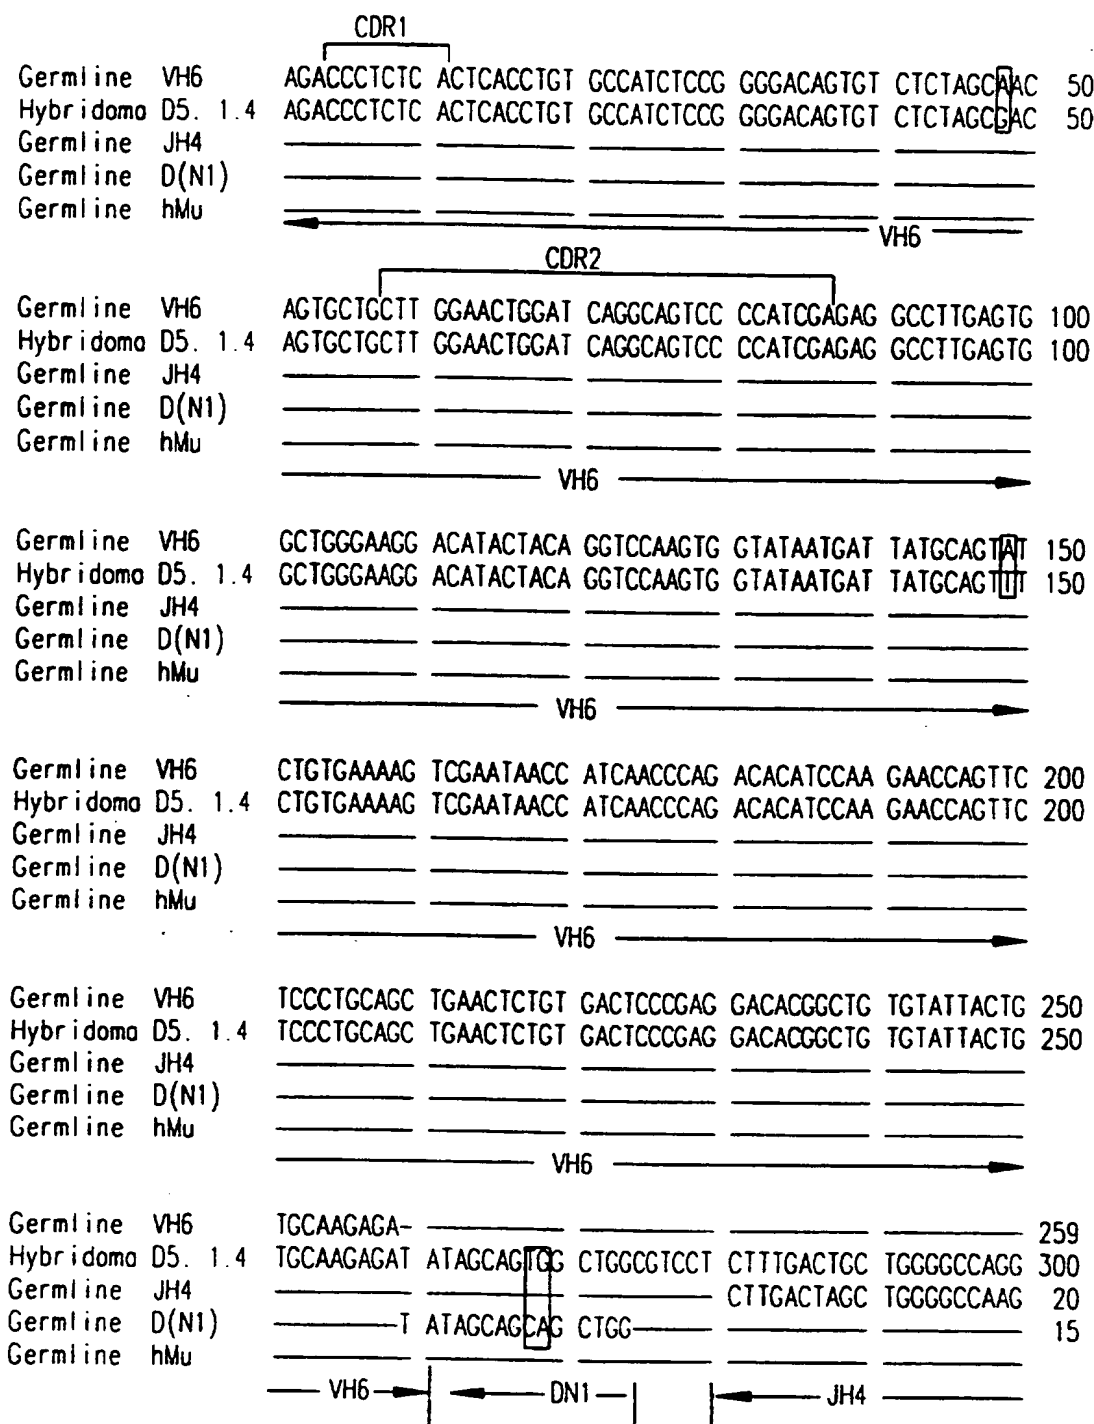 CDR1
Germline VH6 AGACCCTCTC ACTCACCTGT GCCATCTCCG GGGACAGTGT CTCTAGCAAC 50
Hybridoma D5. 1.4 AGACCCTCTC ACTCACCTGT GCCATCTCCG GGGACAGTGT CTCTAGCGAC 50
Germline JH4
Germline D(N1)
Germline hMu
VH6
CDR2
Germline VH6 AGTGCTGCTT GGAACTGGAT CAGGCAGTCC CCATCGAGAG GCCTTGAGTG 100
Hybridoma D5. 1.4 AGTGCTGCTT GGAACTGGAT CAGGCAGTCC CCATCGAGAG GCCTTGAGTG 100
Germline JH4
Germline D(N1)
Germline hMu
VH6
Germline VH6 GCTGGGAAGG ACATACTACA GGTCCAAGTG GTATAATGAT TATGCAGTAT 150
Hybridoma D5. 1.4 GCTGGGAAGG ACATACTACA GGTCCAAGTG GTATAATGAT TATGCAGTTT 150
Germline JH4
Germline D(N1)
Germline hMu
VH6
Germline VH6 CTGTGAAAAG TCGAATAACC ATCAACCCAG ACACATCCAA GAACCAGTTC 200
Hybridoma D5. 1.4 CTGTGAAAAG TCGAATAACC ATCAACCCAG ACACATCCAA GAACCAGTTC 200
Germline JH4
Germline D(N1)
Germline hMu
VH6
Germline VH6 TCCCTGCAGC TGAACTCTGT GACTCCCGAG GACACGGCTG TGTATTACTG 250
Hybridoma D5. 1.4 TCCCTGCAGC TGAACTCTGT GACTCCCGAG GACACGGCTG TGTATTACTG 250
Germline JH4
Germline D(N1)
Germline hMu
VH6
Germline VH6 TGCAAGAGA- 259
Hybridoma D5. 1.4 TGCAAGAGAT ATAGCAGTGG CTGGCGTCCT CTTTGACTGC TGGGGCCAGG 300
Germline JH4 CTTGACTAGC TGGGGCCAAG 20
Germline D(N1) T ATAGCAGCAG CTGG 15
Germline hMu
VH6 DN1 JH4